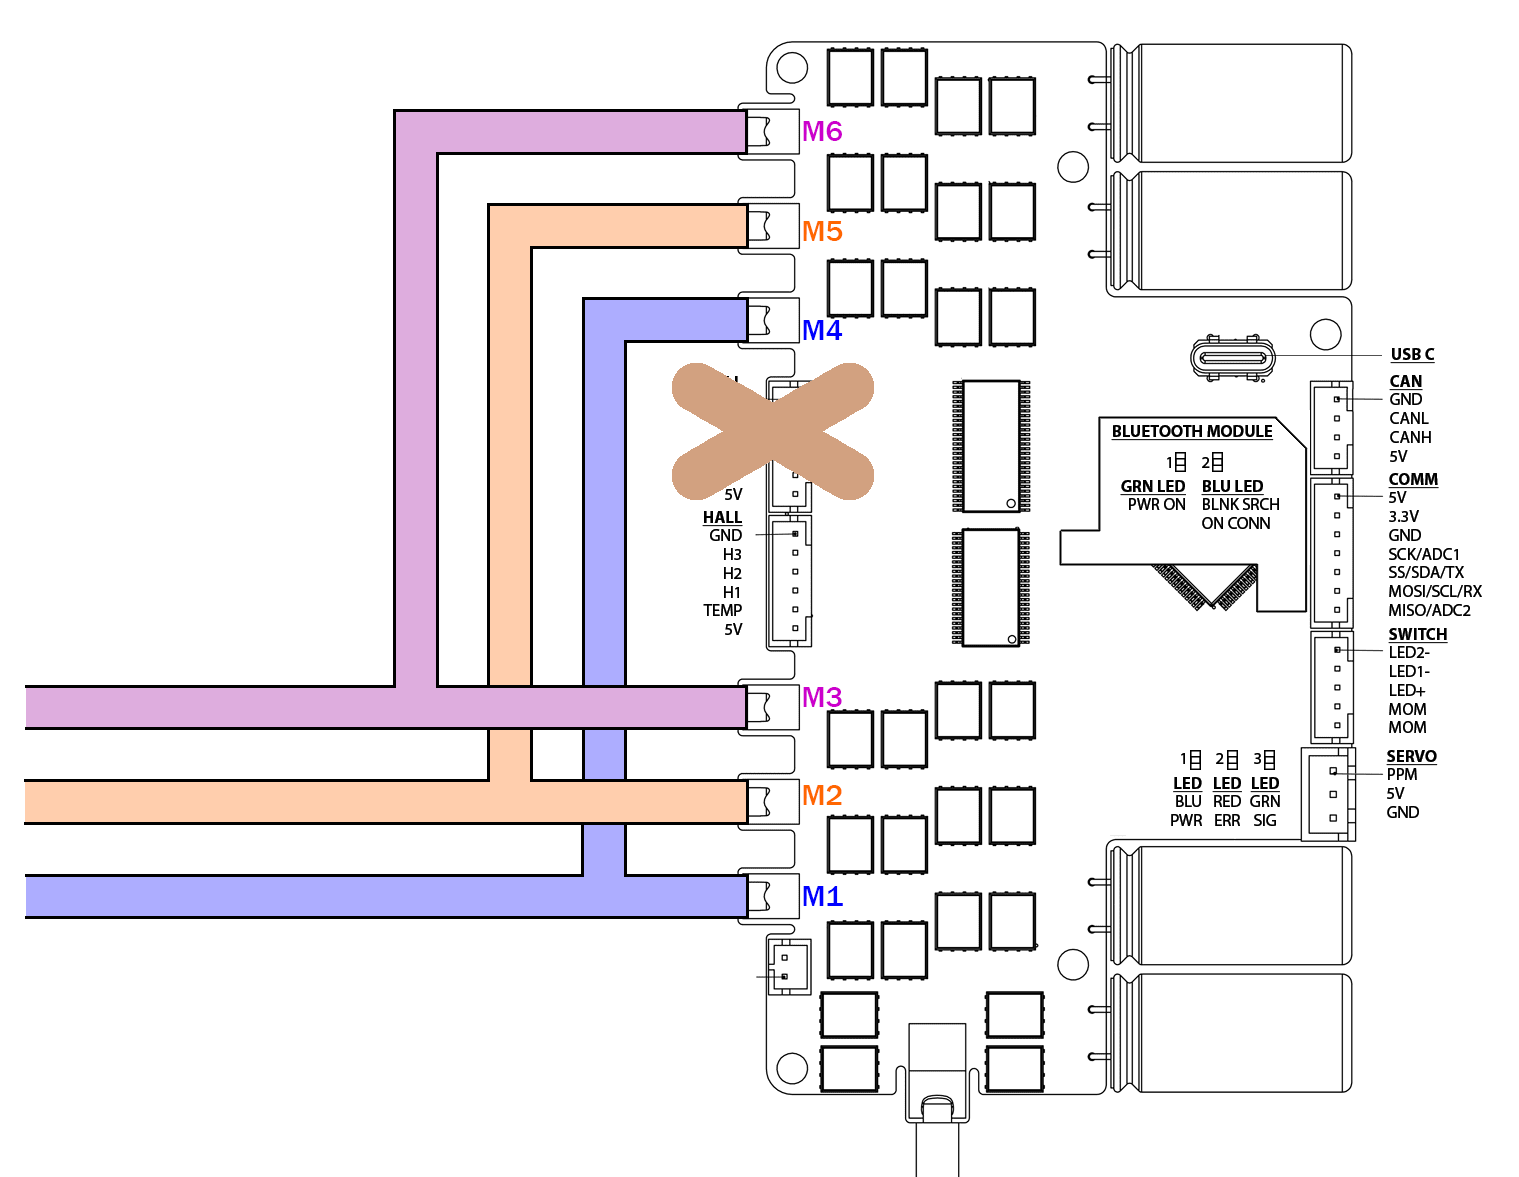 M6
M5
M4
5V
HALL
GND
H3
H2
H1
TEMP
5V
M3
M2
M1
USB C
CAN
GND
CANL
CANH
5V
BLUETOOTH MODULE
1 2
GRN LED BLU LED
PWR ON BLNK SRCH
ON CONN
COMM
5V
3.3V
GND
SCK/ADC1
SS/SDA/TX
MOSI/SCL/RX
MISO/ADC2
SWITCH
LED2-
LED1-
LED+
MOM
MOM
1 2 3
LED LED LED
BLU RED GRN
PWR ERR SIG
SERVO
PPM
5V
GND